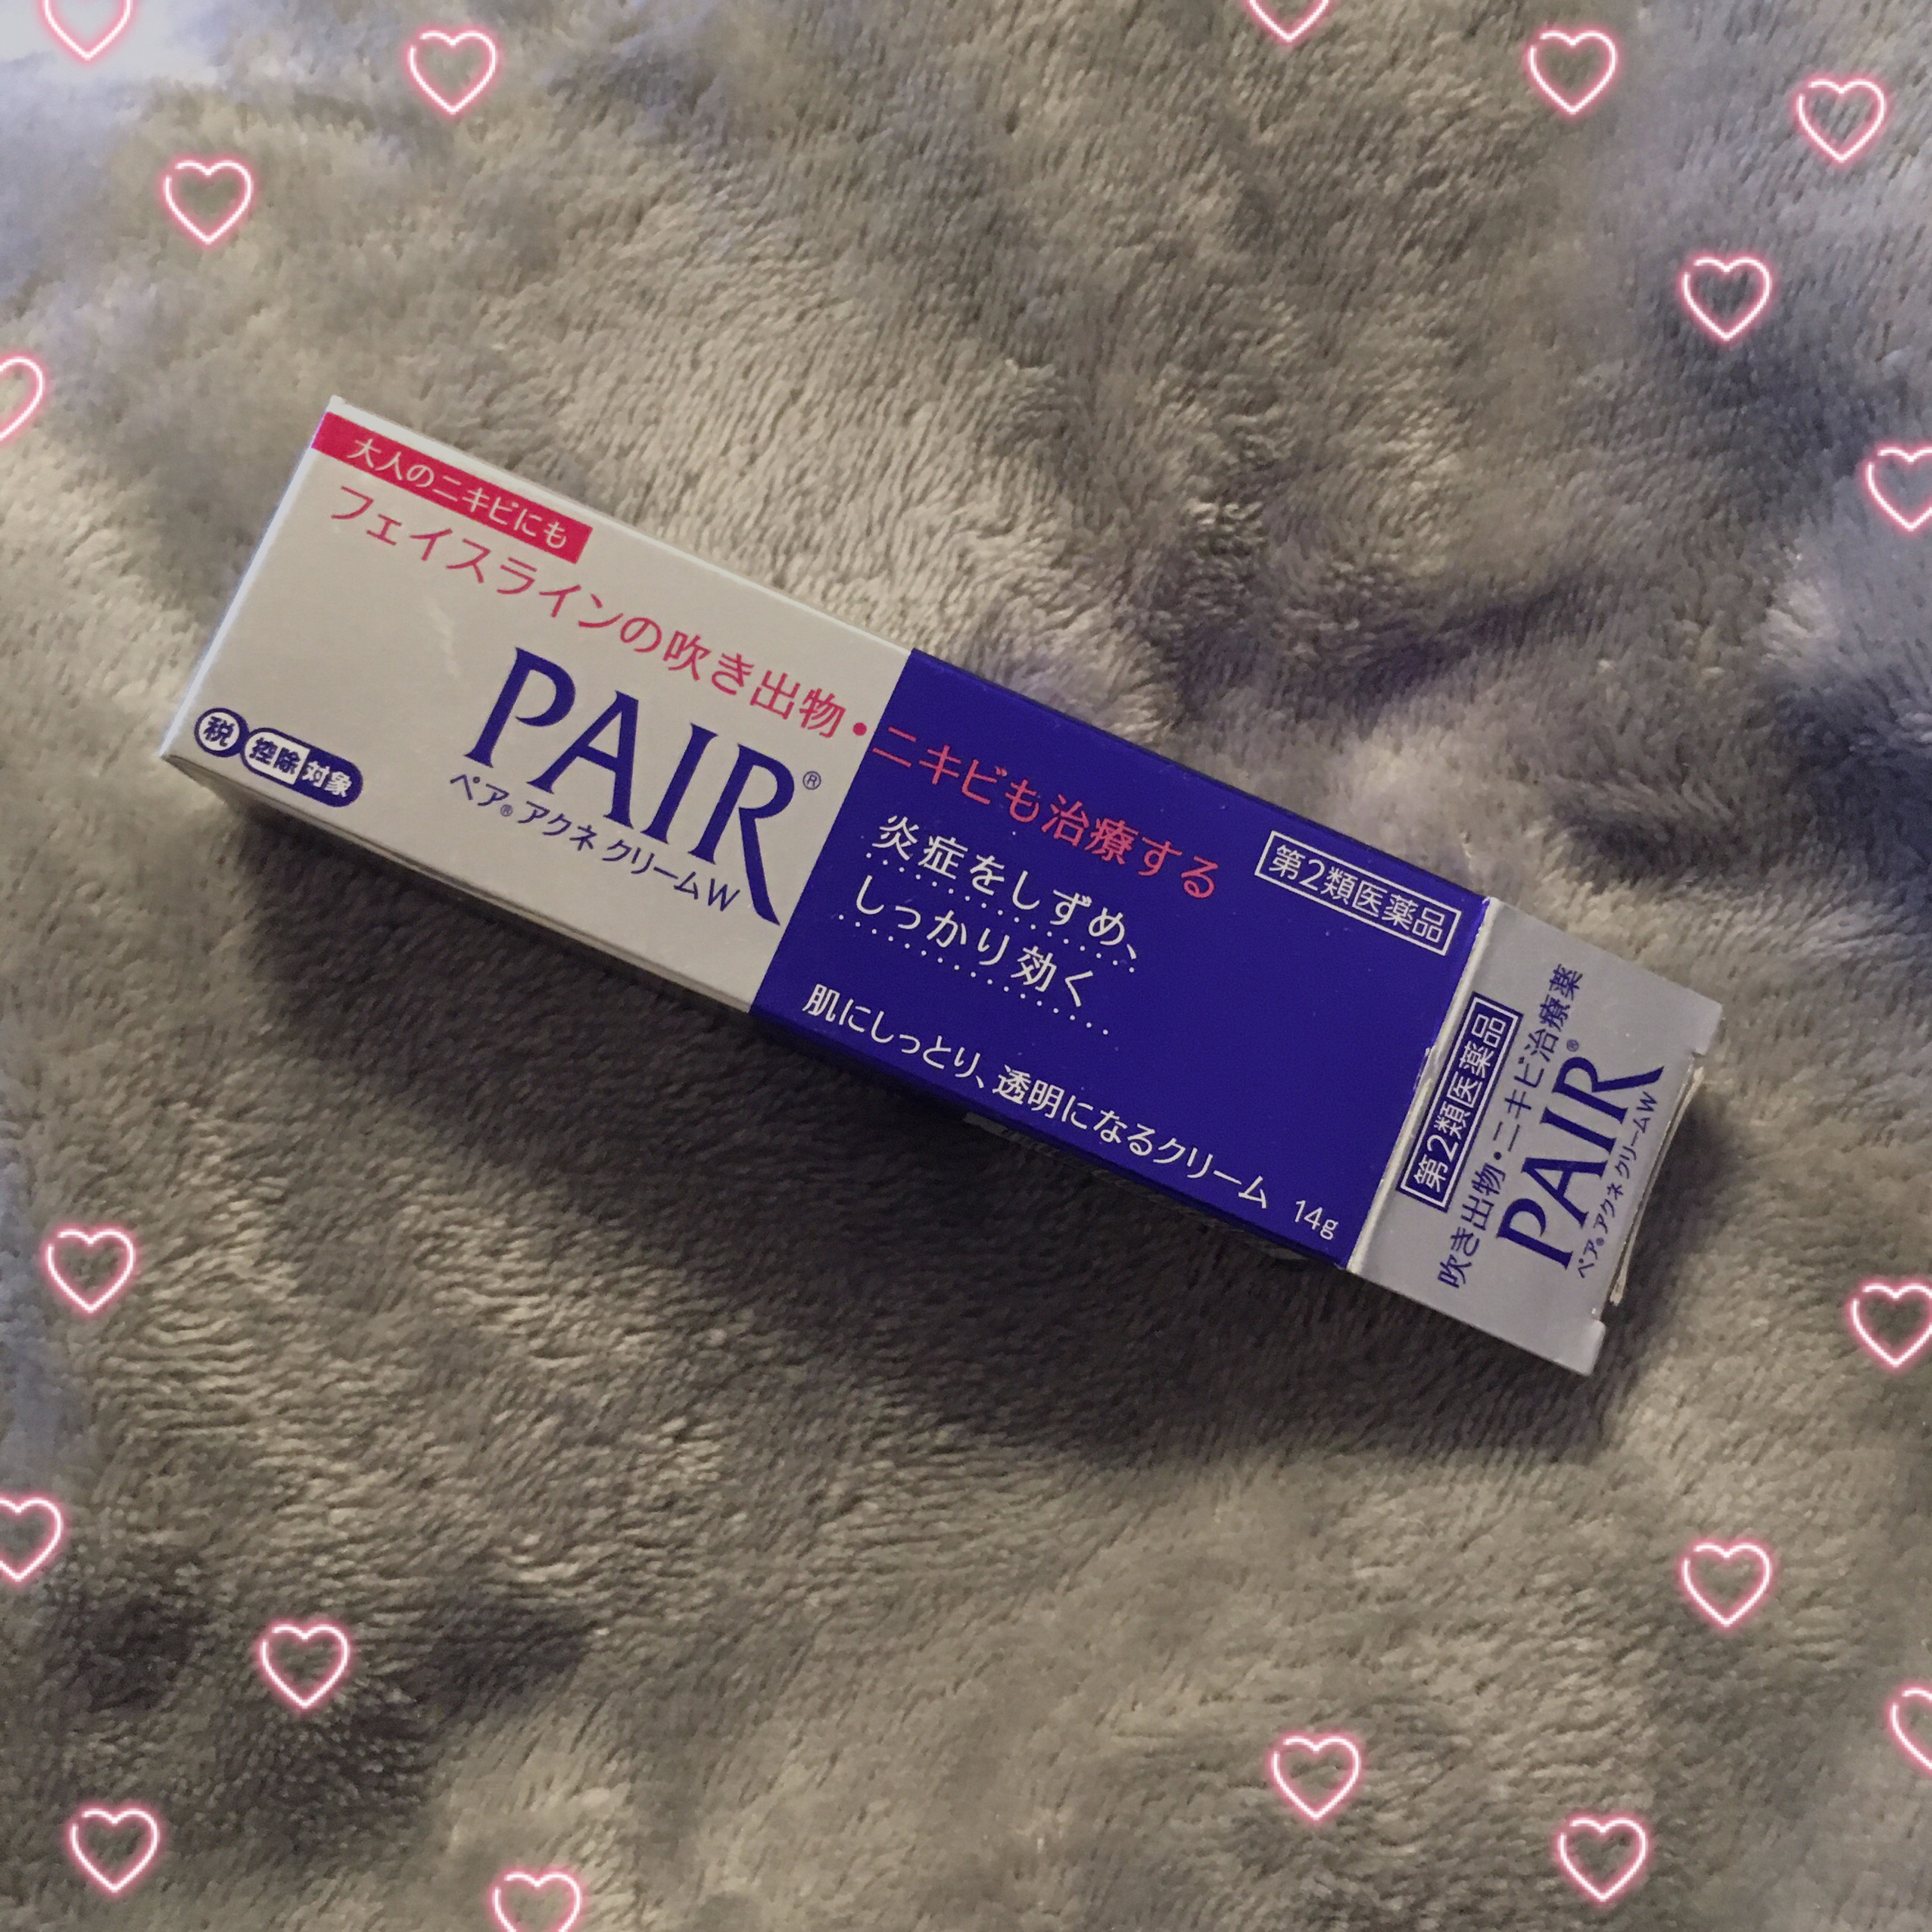 大人のニキビにも
フェイスラインの吹き出物・ニキビも治療する
PAIR®
ペア®アクネ クリームW
税 控除対象
第2類医薬品
炎症をしずめ、
しっかり効く
肌にしっとり、透明になるクリーム 14g
第2類医薬品
吹き出物・ニキビ治療薬
PAIR®
ペア®アクネ クリームW